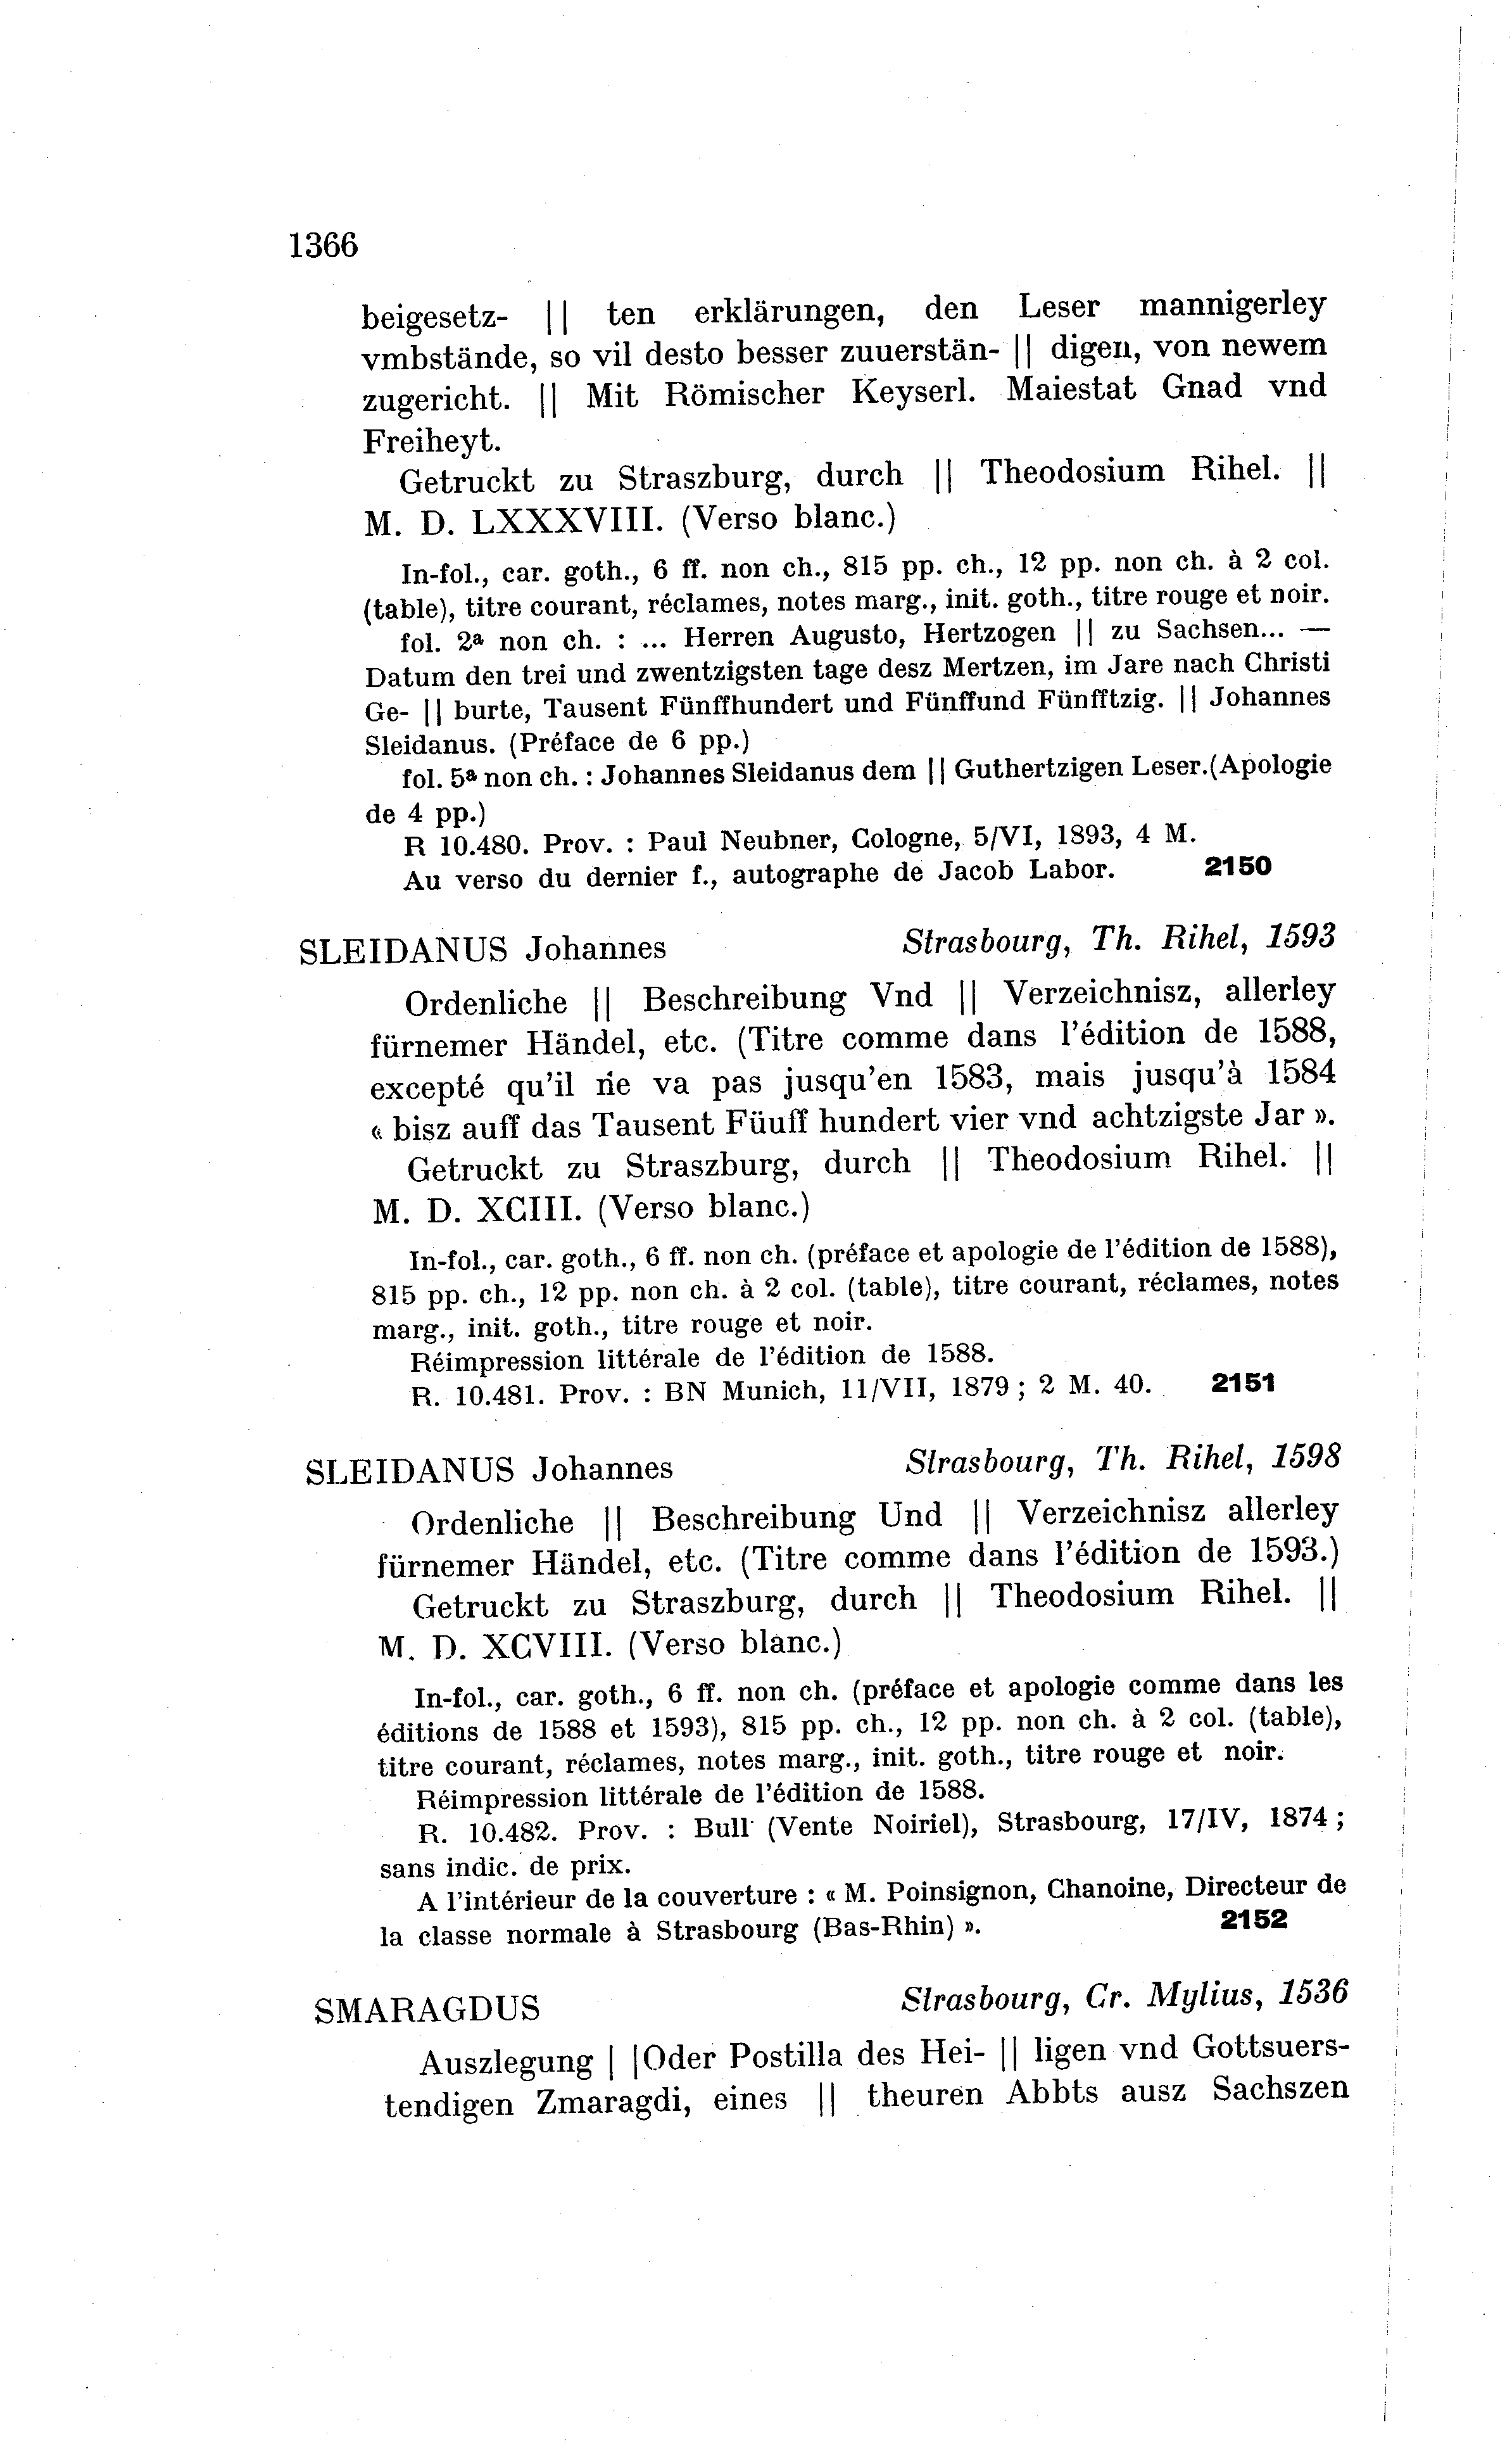 1366
beigesetz- || ten erklärungen, den Leser mannigerley
vmbstände, so vil desto besser zuuerstän- || digen, von newem
zugericht. || Mit Römischer Keyserl. Maiestat Gnad vnd
Freiheyt.
Getruckt zu Straszburg, durch || Theodosium Rihel. ||
M. D. LXXXVIII. (Verso blanc.)
In-fol., car. goth., 6 ff. non ch., 815 pp. ch., 12 pp. non ch. à 2 col.
(table), titre courant, réclames, notes marg., init. goth., titre rouge et noir.
fol. 2ª non ch. : ... Herren Augusto, Hertzogen || zu Sachsen... —
Datum den trei und zwentzigsten tage desz Mertzen, im Jare nach Christi
Ge- || burte, Tausent Fünffhundert und Fünffund Fünfftzig. || Johannes
Sleidanus. (Préface de 6 pp.)
fol. 5ª non ch. : Johannes Sleidanus dem || Guthertzigen Leser.(Apologie
de 4 pp.)
R 10.480. Prov. : Paul Neubner, Cologne, 5/VI, 1893, 4 M.
Au verso du dernier f., autographe de Jacob Labor. 2150
SLEIDANUS Johannes Strasbourg, Th. Rihel, 1593
Ordenliche || Beschreibung Vnd || Verzeichnisz, allerley
fürnemer Händel, etc. (Titre comme dans l'édition de 1588,
excepté qu'il ne va pas jusqu'en 1583, mais jusqu'à 1584
« bisz auff das Tausent Füuff hundert vier vnd achtzigste Jar ».
Getruckt zu Straszburg, durch || Theodosium Rihel. ||
M. D. XCIII. (Verso blanc.)
In-fol., car. goth., 6 ff. non ch. (préface et apologie de l'édition de 1588),
815 pp. ch., 12 pp. non ch. à 2 col. (table), titre courant, réclames, notes
marg., init. goth., titre rouge et noir.
Réimpression littérale de l'édition de 1588.
R. 10.481. Prov. : BN Munich, 11/VII, 1879 ; 2 M. 40. 2151
SLEIDANUS Johannes Strasbourg, Th. Rihel, 1598
Ordenliche || Beschreibung Und || Verzeichnisz allerley
fürnemer Händel, etc. (Titre comme dans l'édition de 1593.)
Getruckt zu Straszburg, durch || Theodosium Rihel. ||
M. D. XCVIII. (Verso blanc.)
In-fol., car. goth., 6 ff. non ch. (préface et apologie comme dans les
éditions de 1588 et 1593), 815 pp. ch., 12 pp. non ch. à 2 col. (table),
titre courant, réclames, notes marg., init. goth., titre rouge et noir.
Réimpression littérale de l'édition de 1588.
R. 10.482. Prov. : Bull (Vente Noiriel), Strasbourg, 17/IV, 1874 ;
sans indic. de prix.
A l'intérieur de la couverture : « M. Poinsignon, Chanoine, Directeur de
la classe normale à Strasbourg (Bas-Rhin) ». 2152
SMARAGDUS Strasbourg, Cr. Mylius, 1536
Auszlegung | |Oder Postilla des Hei- || ligen vnd Gottsuers-
tendigen Zmaragdi, eines || theuren Abbts ausz Sachszen